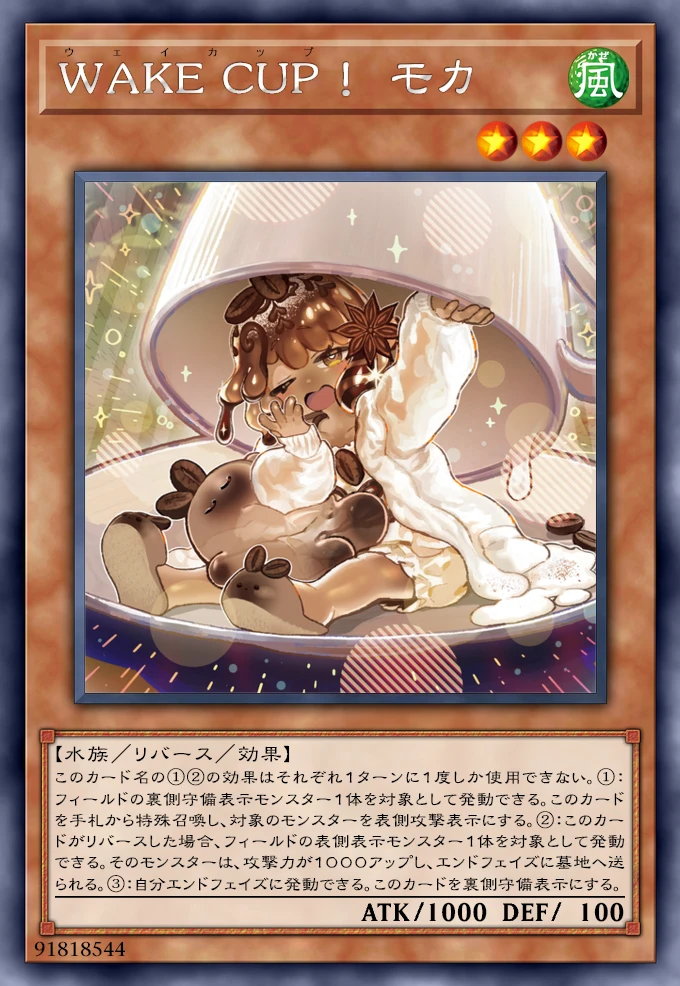 ウェイカップ
WAKE CUP! モカ
かぜ
風
【水族/リバース/効果】
このカード名の①②の効果はそれぞれ1ターンに1度しか使用できない。①:
フィールドの裏側守備表示モンスター1体を対象として発動できる。このカード
を手札から特殊召喚し、対象のモンスターを表側攻撃表示にする。②:このカー
ドがリバースした場合、フィールドの表側表示モンスター1体を対象として発動
できる。そのモンスターは、攻撃力が1000アップし、エンドフェイズに墓地へ送
られる。③:自分エンドフェイズに発動できる。このカードを裏側守備表示にする。
ATK/1000 DEF/ 100
91818544